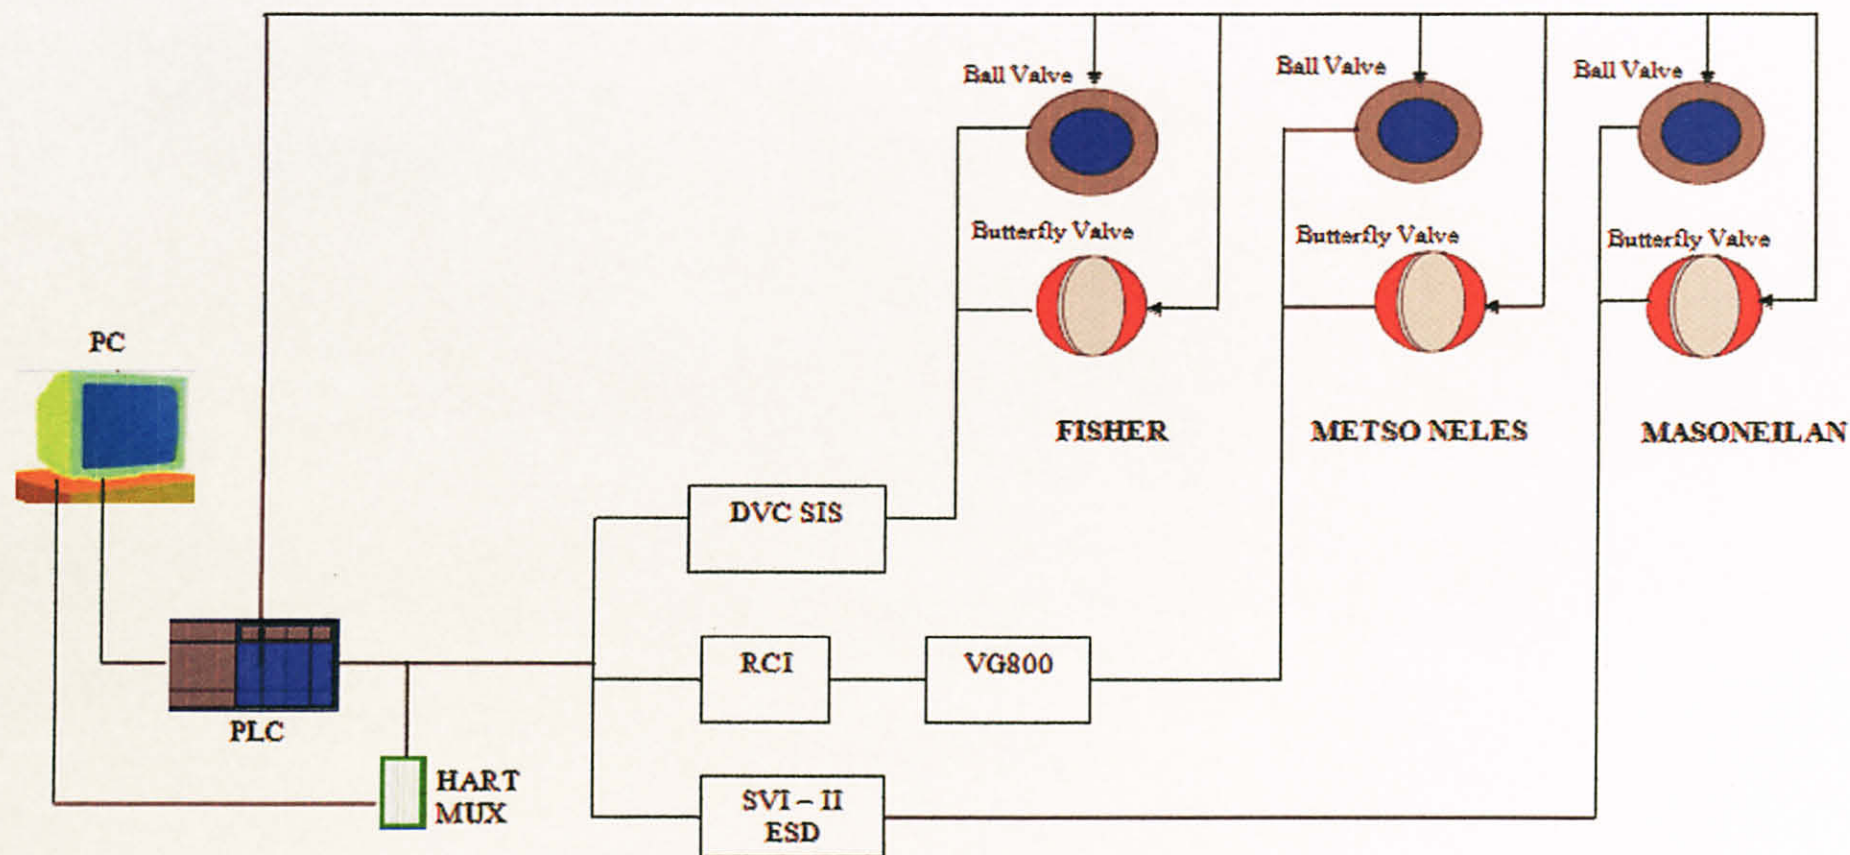 Ball Valve
Ball Valve
Ball Valve
Butterfly Valve
Butterfly Valve
Butterfly Valve
PC
FISHER
METSO NELES
MASONEILAN
DVC SIS
RCI
VG800
PLC
HART
MUX
SVI – II
ESD